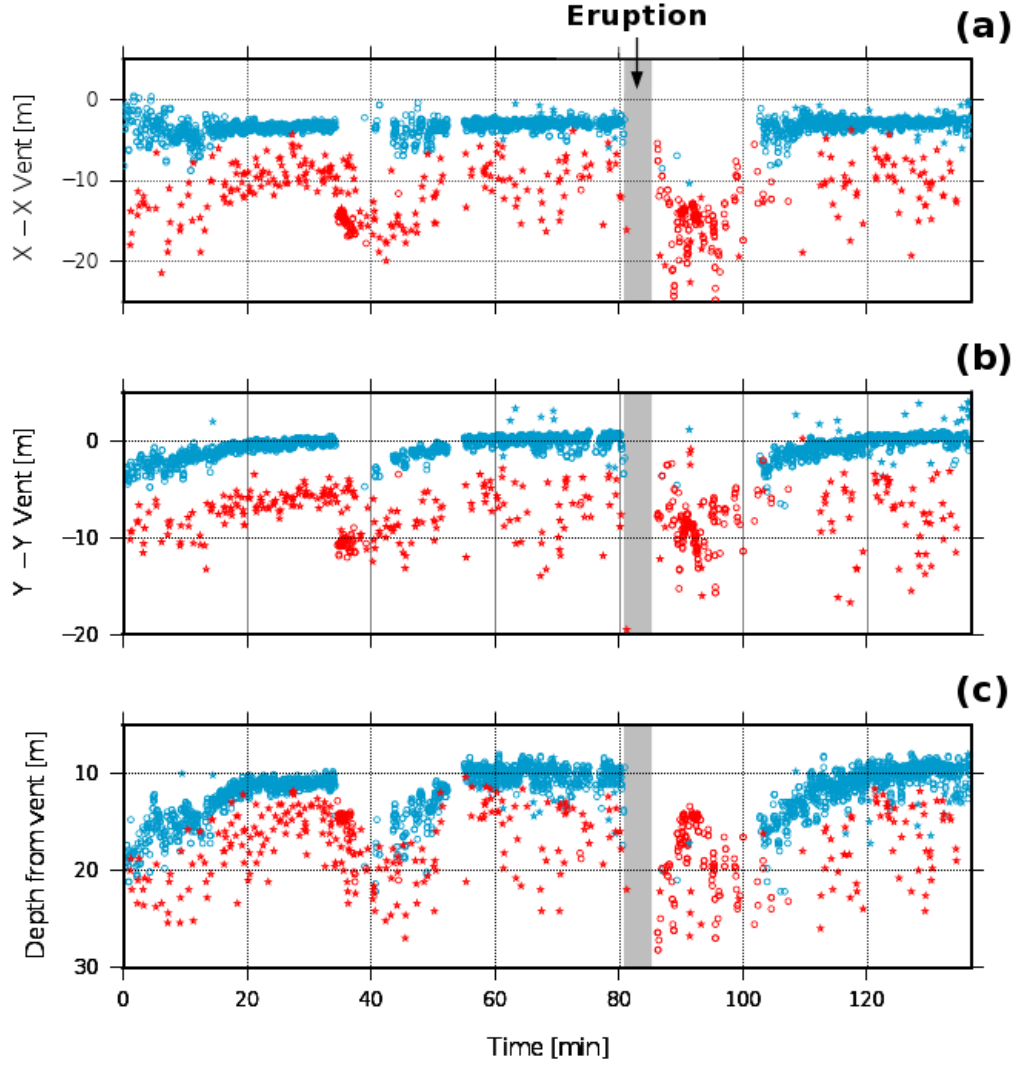 Eruption
(a)
0
−10
−20
X − X Vent [m]
(b)
0
−10
−20
Y −Y Vent [m]
(c)
10
20
30
Depth from vent [m]
0 20 40 60 80 100 120
Time [min]